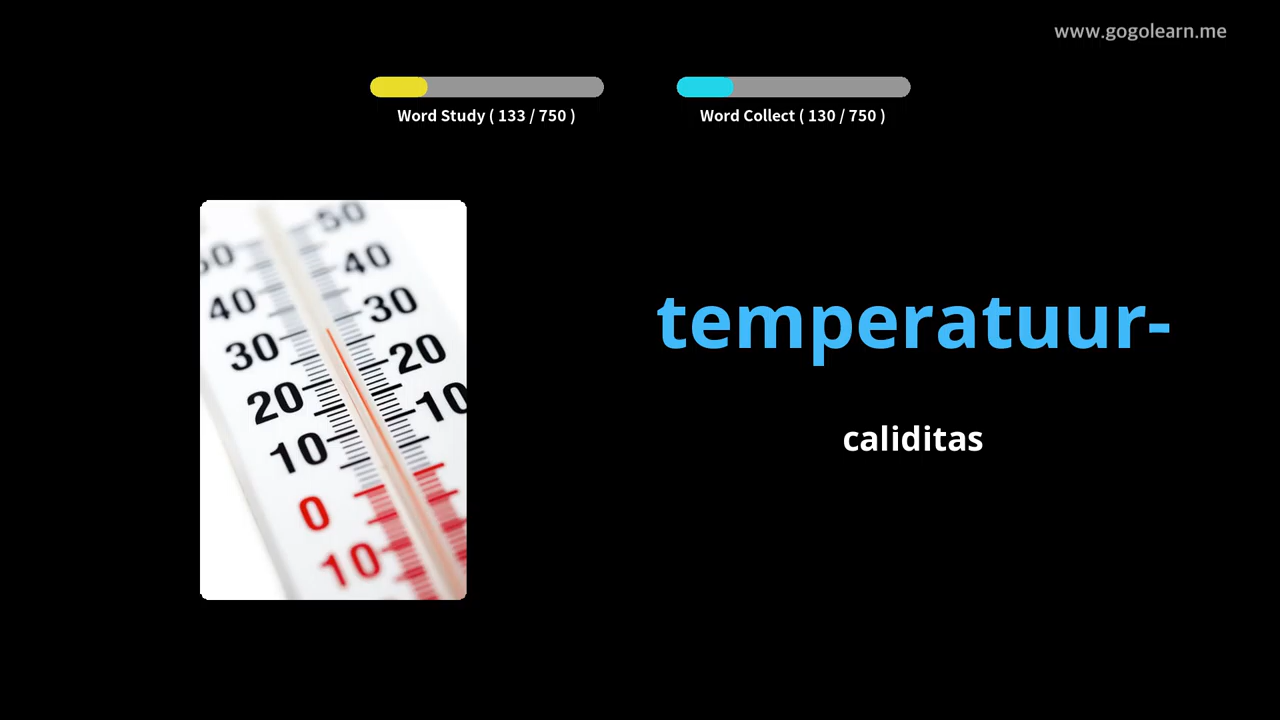 www.gogolearn.me
Word Study ( 133 / 750 )
Word Collect ( 130 / 750 )
50
50
40
40
30
30
20
20
10
10
0
10
temperatuur-
caliditas